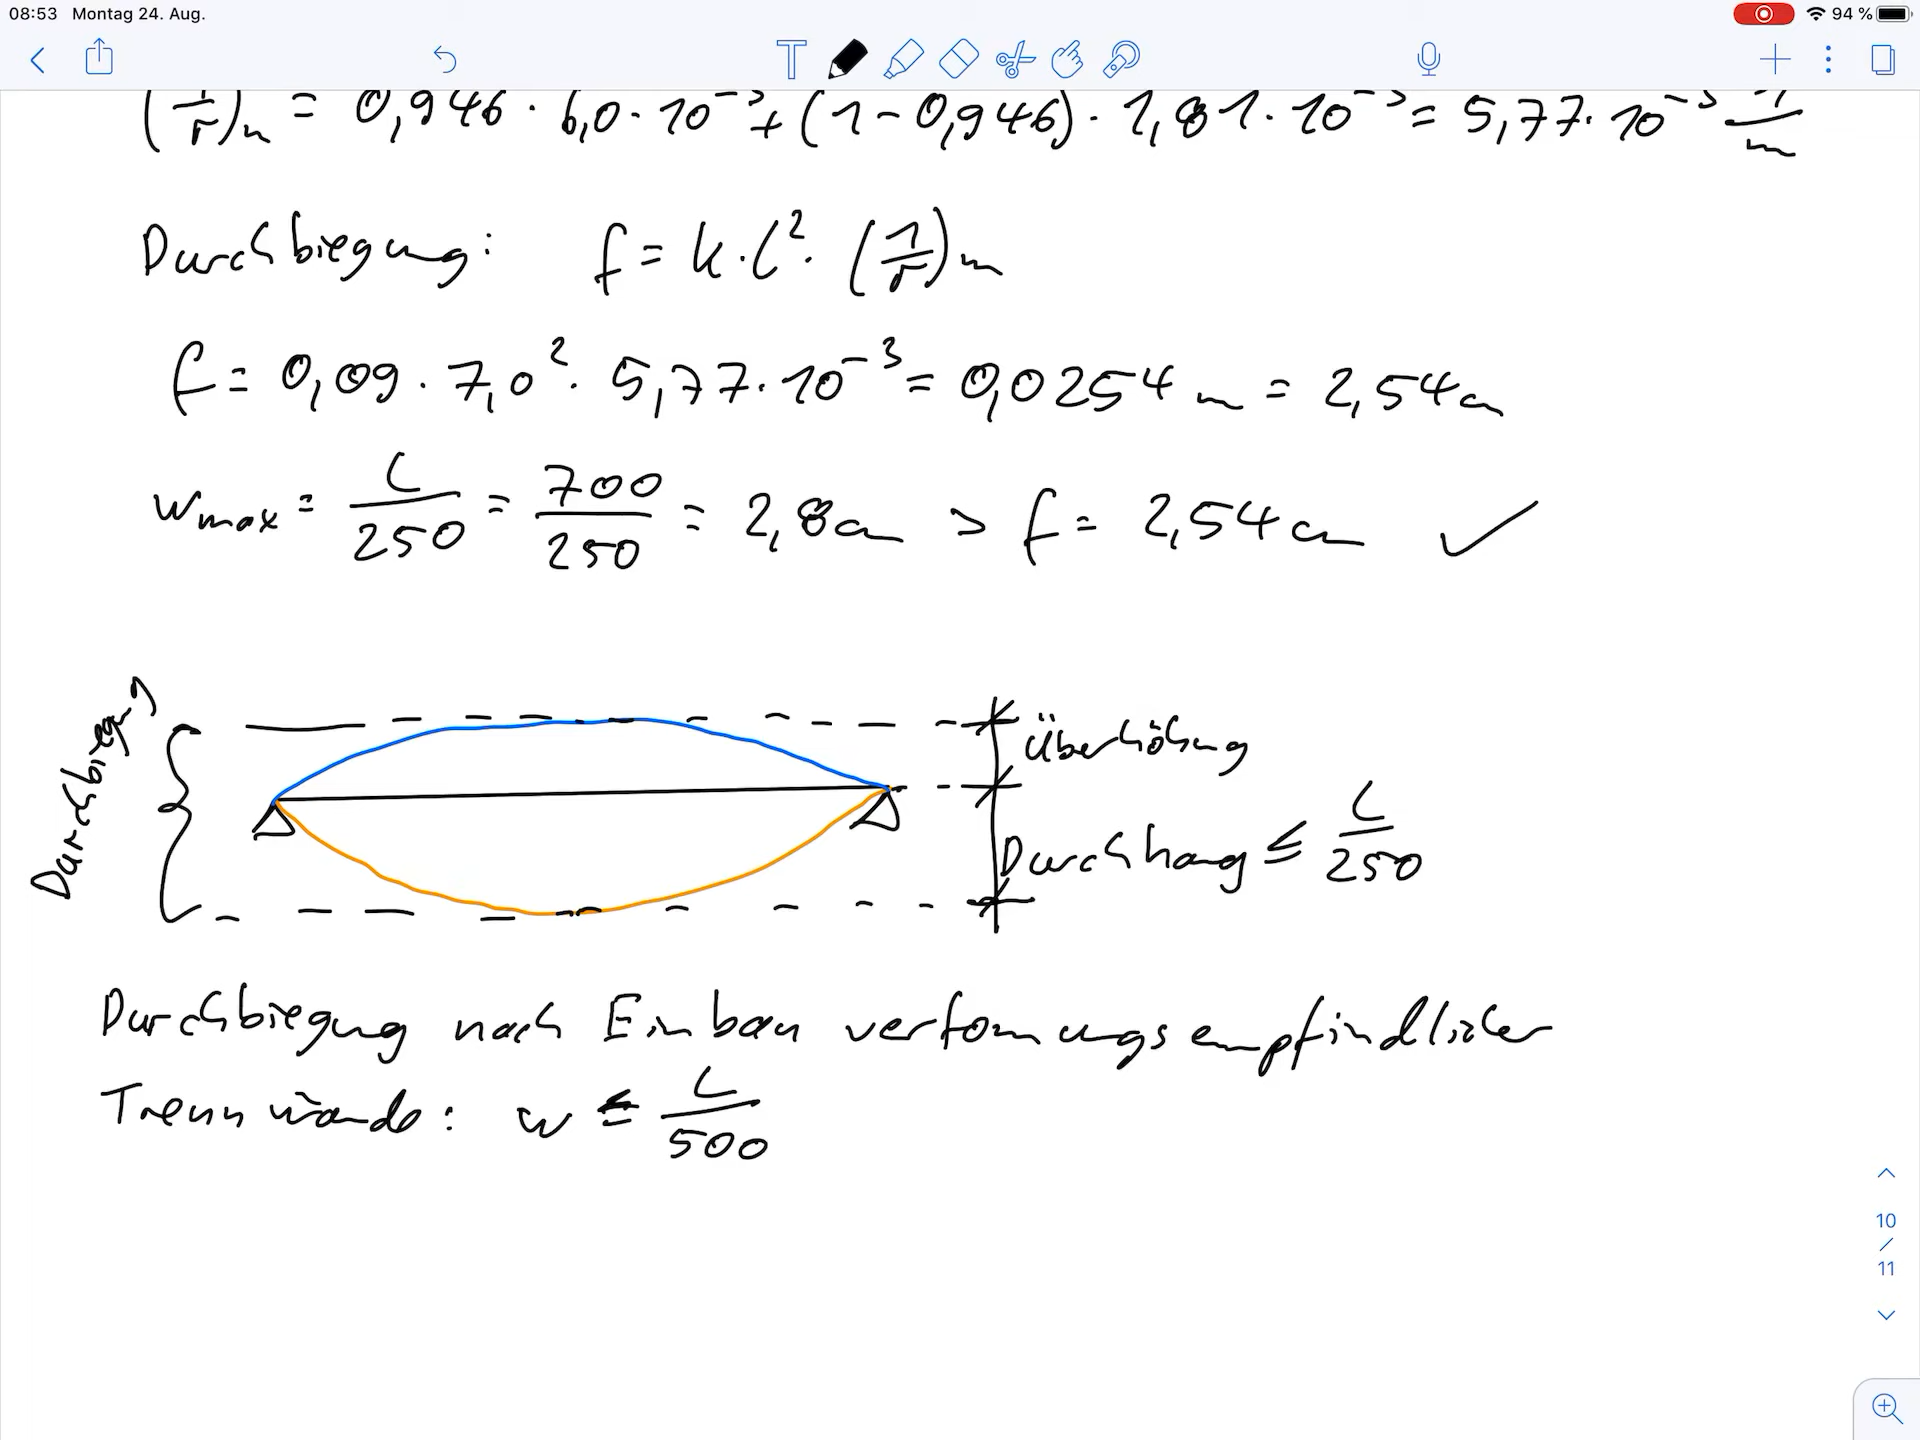 08:53 Montag 24. Aug.
94 %
T
(1/r)m = 0,946 · 6,0 · 10⁻³ + (1 - 0,946) · 1,81 · 10⁻³ = 5,77 · 10⁻³ 1/m
Durchbiegung: f = k · l² · (1/r)m
f = 0,09 · 7,0² · 5,77 · 10⁻³ = 0,0254 m = 2,54 cm
wmax = L/250 = 700/250 = 2,8 cm > f = 2,54 cm ✓
Durchbiegung
Überhöhung
Durchhang ≤ L/250
Durchbiegung nach Einbau verformungsempfindlicher
Trennwände: w ≤ L/500
10
/
11